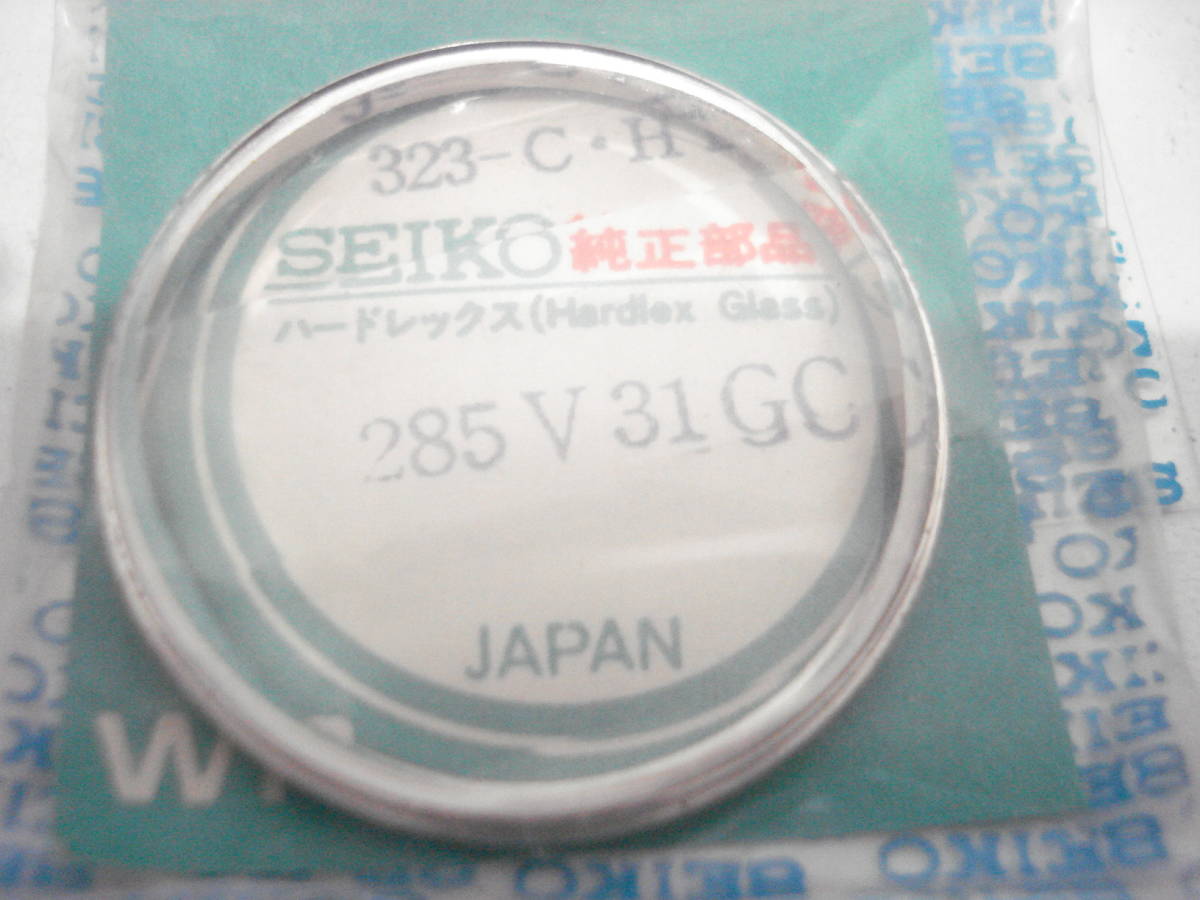 323-C·H
SEIKO 純正部品
ハードレックス(Hardlex Glass)
285 V 31 GC
JAPAN
SEIKO